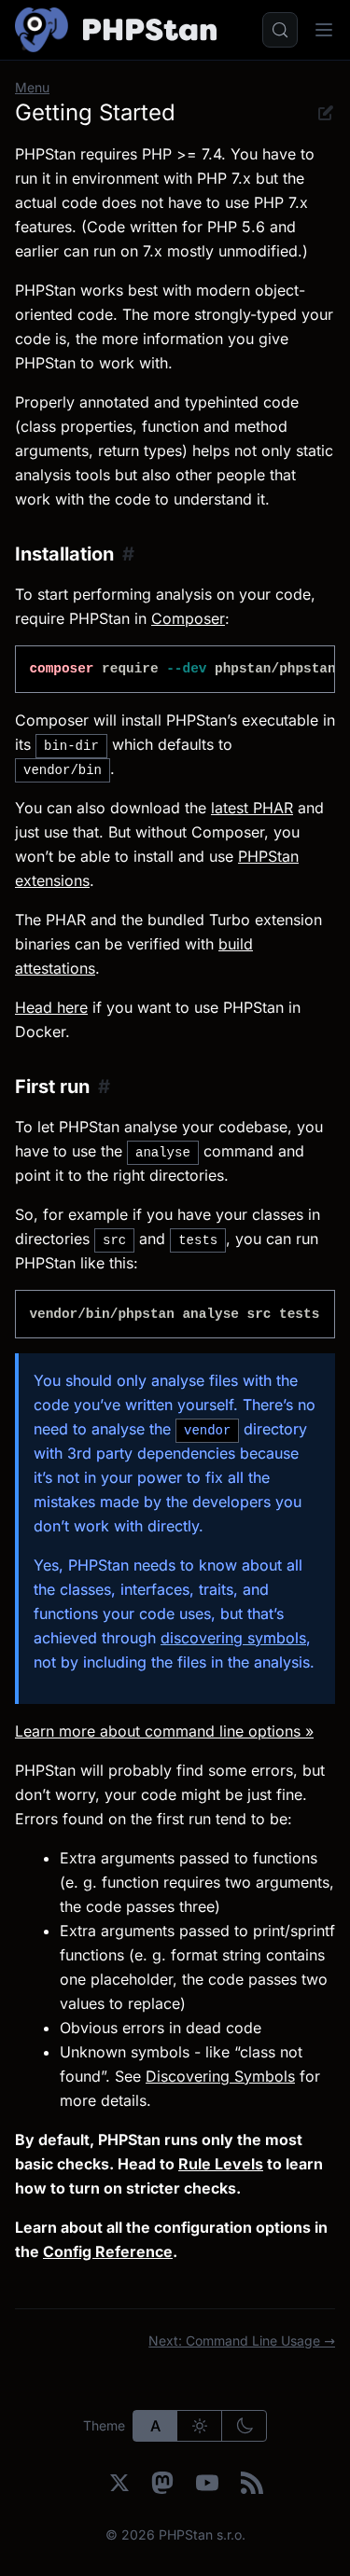 PHPStan
Menu
Getting Started
PHPStan requires PHP >= 7.4. You have to
run it in environment with PHP 7.x but the
actual code does not have to use PHP 7.x
features. (Code written for PHP 5.6 and
earlier can run on 7.x mostly unmodified.)
PHPStan works best with modern object-
oriented code. The more strongly-typed your
code is, the more information you give
PHPStan to work with.
Properly annotated and typehinted code
(class properties, function and method
arguments, return types) helps not only static
analysis tools but also other people that
work with the code to understand it.
Installation #
To start performing analysis on your code,
require PHPStan in Composer:
composer require --dev phpstan/phpstan
Composer will install PHPStan’s executable in
its bin-dir which defaults to
vendor/bin.
You can also download the latest PHAR and
just use that. But without Composer, you
won’t be able to install and use PHPStan
extensions.
The PHAR and the bundled Turbo extension
binaries can be verified with build
attestations.
Head here if you want to use PHPStan in
Docker.
First run #
To let PHPStan analyse your codebase, you
have to use the analyse command and
point it to the right directories.
So, for example if you have your classes in
directories src and tests, you can run
PHPStan like this:
vendor/bin/phpstan analyse src tests
You should only analyse files with the
code you’ve written yourself. There’s no
need to analyse the vendor directory
with 3rd party dependencies because
it’s not in your power to fix all the
mistakes made by the developers you
don’t work with directly.
Yes, PHPStan needs to know about all
the classes, interfaces, traits, and
functions your code uses, but that’s
achieved through discovering symbols,
not by including the files in the analysis.
Learn more about command line options »
PHPStan will probably find some errors, but
don’t worry, your code might be just fine.
Errors found on the first run tend to be:
• Extra arguments passed to functions
(e. g. function requires two arguments,
the code passes three)
• Extra arguments passed to print/sprintf
functions (e. g. format string contains
one placeholder, the code passes two
values to replace)
• Obvious errors in dead code
• Unknown symbols - like “class not
found”. See Discovering Symbols for
more details.
By default, PHPStan runs only the most
basic checks. Head to Rule Levels to learn
how to turn on stricter checks.
Learn about all the configuration options in
the Config Reference.
Next: Command Line Usage →
Theme A
© 2026 PHPStan s.r.o.